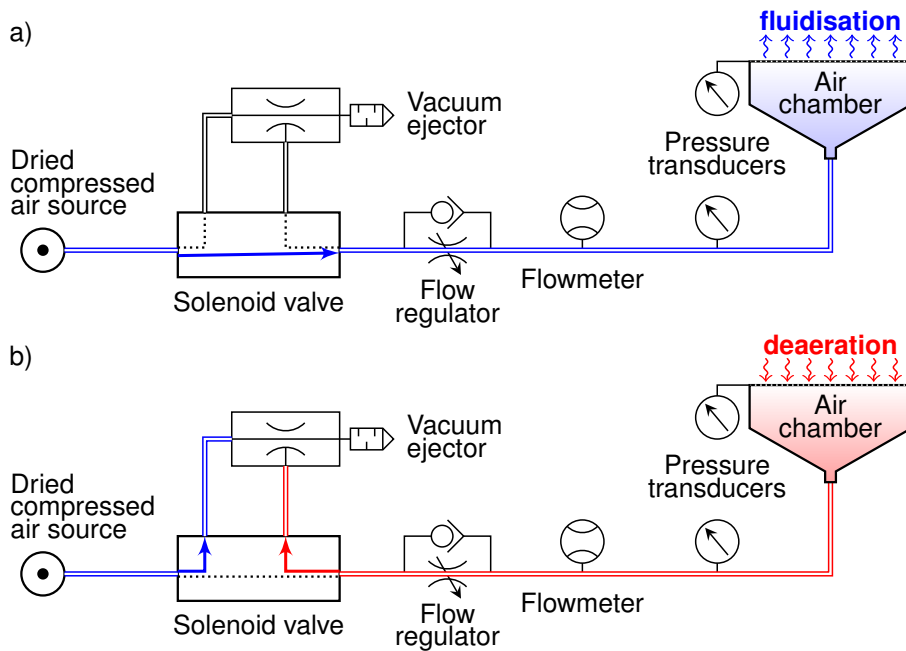 a)
fluidisation
Air
chamber
Vacuum
ejector
Pressure
transducers
Dried
compressed
air source
Solenoid valve
Flow
regulator
Flowmeter
b)
deaeration
Air
chamber
Vacuum
ejector
Pressure
transducers
Dried
compressed
air source
Solenoid valve
Flow
regulator
Flowmeter